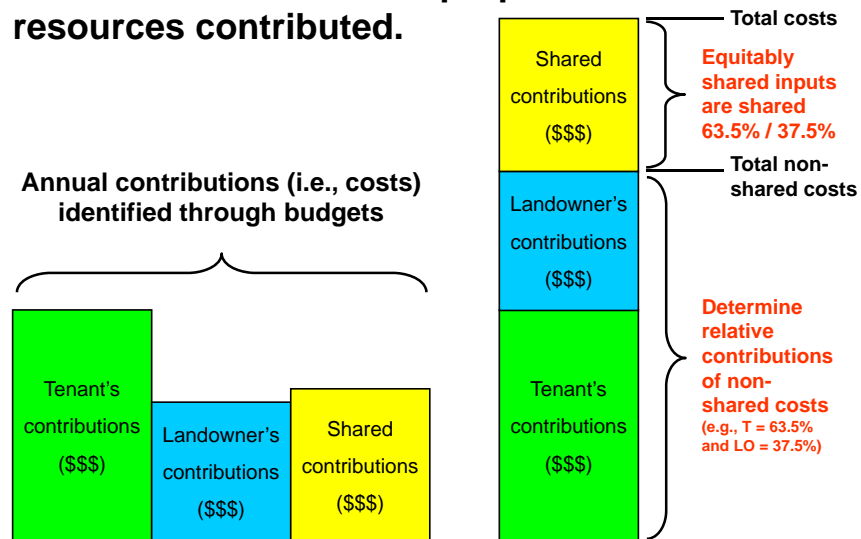 resources contributed.
Total costs
Shared
contributions
($$$)
Equitably
shared inputs
are shared
63.5% / 37.5%
Total non-
shared costs
Annual contributions (i.e., costs)
identified through budgets
Landowner's
contributions
($$$)
Determine
relative
contributions
of non-
shared costs
(e.g., T = 63.5%
and LO = 37.5%)
Tenant's
contributions
($$$)
Tenant's
contributions
($$$)
Landowner's
contributions
($$$)
Shared
contributions
($$$)